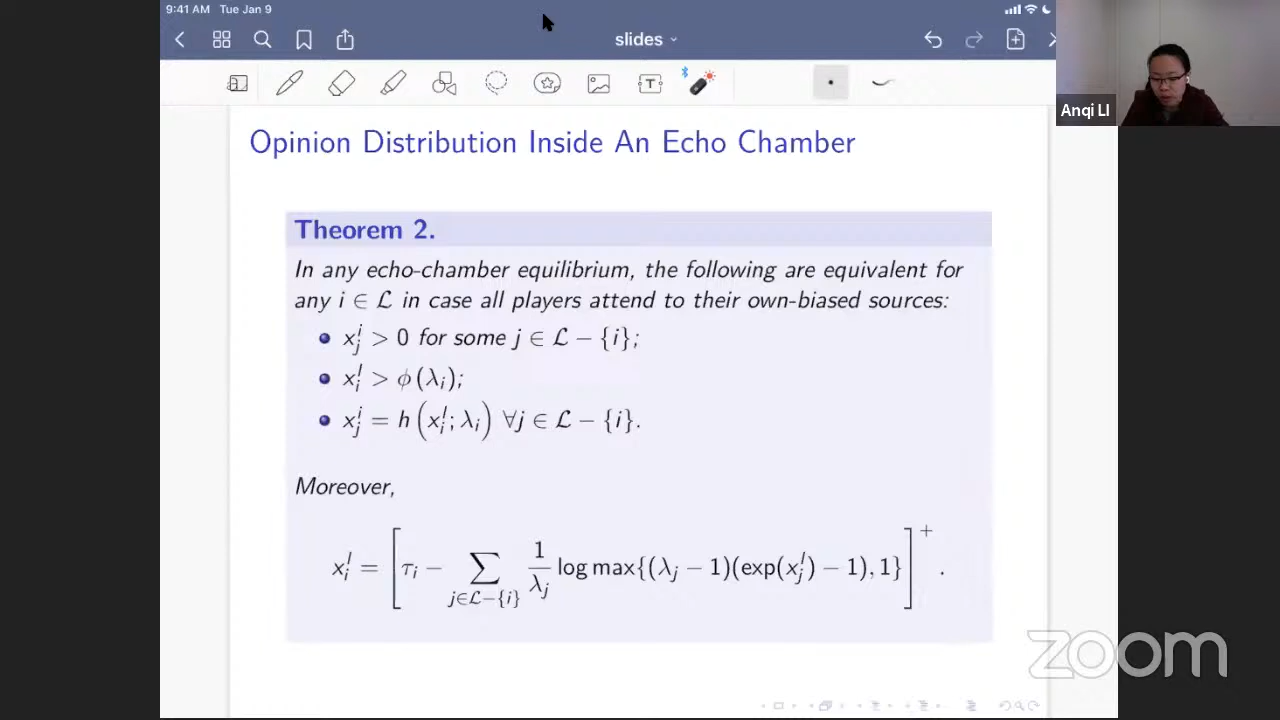 9:41 AM Tue Jan 9
slides
Anqi LI
Opinion Distribution Inside An Echo Chamber
Theorem 2.
In any echo-chamber equilibrium, the following are equivalent for
any i ∈ ℒ in case all players attend to their own-biased sources:
x_j^i > 0 for some j ∈ ℒ − {i};
x_i^l > ϕ(λ_i);
x_j^i = h(x_i^l; λ_i) ∀j ∈ ℒ − {i}.
Moreover,
x_i^l = [τ_i − ∑_{j∈ℒ−{i}} 1/λ_j log max{(λ_j − 1)(exp(x_j^l) − 1), 1}]^+ .
zoom